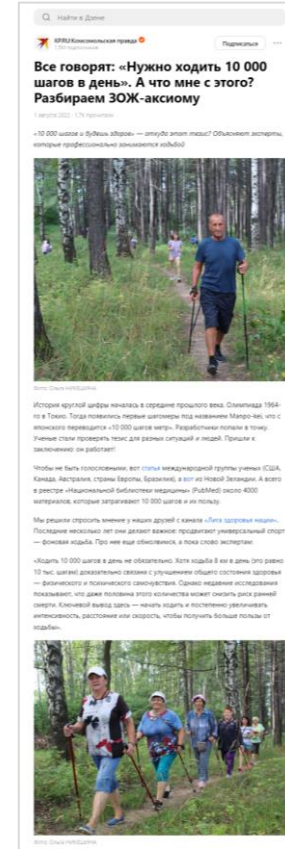 Найти в Дзене
KP.RU:Комсомольская правда
Подписаться
Все говорят: «Нужно ходить 10 000
шагов в день». А что мне с этого?
Разбираем ЗОЖ-аксиому
«10 000 шагов и будешь здоров» — откуда этот тезис? Объясняют эксперты,
которые профессионально занимаются ходьбой
Фото: Ольга НИКИШИНА
История круглой цифры началась в середине прошлого века. Олимпиада 1964-
го в Токио. Тогда появились первые шагомеры под названием Manpo-kei, что с
японского переводится «10 000 шагов метр». Разработчики попали в точку.
Ученые стали проверять тезис для разных ситуаций и людей. Пришли к
заключению: он работает!
Чтобы не быть голословными, вот статья международной группы ученых (США,
Канада, Австралия, страны Европы, Бразилия), а вот из Новой Зеландии. А всего
в реестре «Национальной библиотеки медицины» (PubMed) около 4000
материалов, которые затрагивают 10 000 шагов и их пользу.
Мы решили спросить мнение у наших друзей с канала «Лига здоровья нации».
Последние несколько лет они делают важное: продвигают универсальный спорт
— фоновая ходьба. Про нее еще обмолвимся, а пока слово экспертам:
«Ходить 10 000 шагов в день не обязательно. Хотя ходьба 8 км в день (это равно
10 тыс. шагам) доказательно связана с улучшением общего состояния здоровья
— физического и психического самочувствия. Однако недавние исследования
показывают, что даже половина этого количества может снизить риск ранней
смерти. Ключевой вывод здесь — начать ходить и постепенно увеличивать
интенсивность, расстояние или скорость, чтобы получить больше пользы от
ходьбы».
Фото: Ольга НИКИШИНА